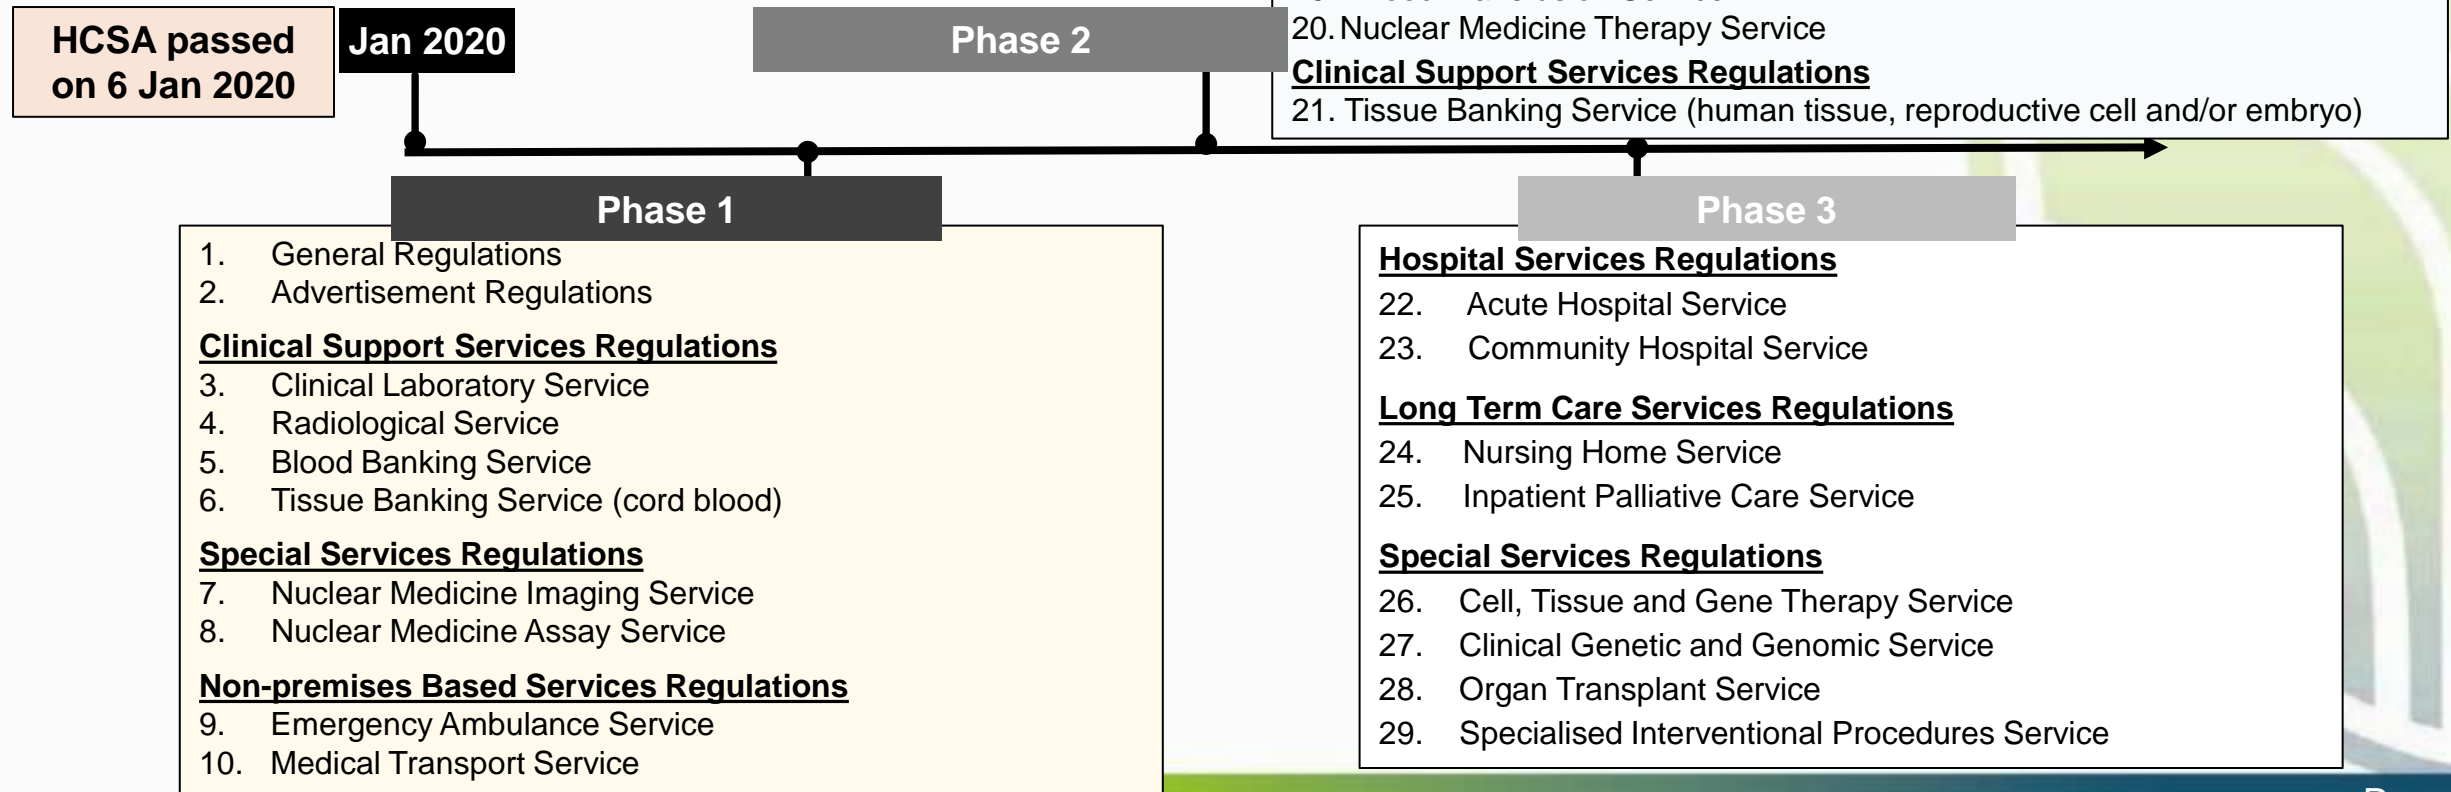 HCSA passed
on 6 Jan 2020
Jan 2020
Phase 2
20. Nuclear Medicine Therapy Service
Clinical Support Services Regulations
21. Tissue Banking Service (human tissue, reproductive cell and/or embryo)
Phase 1
1. General Regulations
2. Advertisement Regulations
Clinical Support Services Regulations
3. Clinical Laboratory Service
4. Radiological Service
5. Blood Banking Service
6. Tissue Banking Service (cord blood)
Special Services Regulations
7. Nuclear Medicine Imaging Service
8. Nuclear Medicine Assay Service
Non-premises Based Services Regulations
9. Emergency Ambulance Service
10. Medical Transport Service
Phase 3
Hospital Services Regulations
22. Acute Hospital Service
23. Community Hospital Service
Long Term Care Services Regulations
24. Nursing Home Service
25. Inpatient Palliative Care Service
Special Services Regulations
26. Cell, Tissue and Gene Therapy Service
27. Clinical Genetic and Genomic Service
28. Organ Transplant Service
29. Specialised Interventional Procedures Service